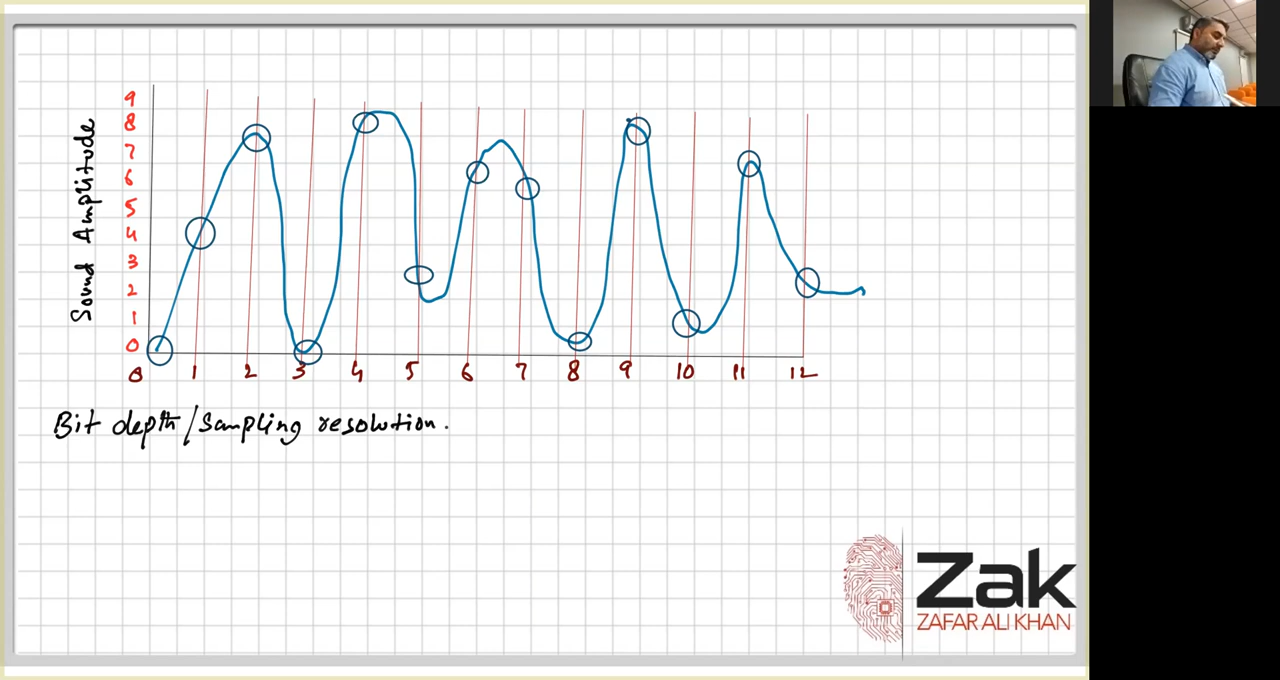 Sound Amplitude
9
8
7
6
5
4
3
2
1
0
0 1 2 3 4 5 6 7 8 9 10 11 12
Bit depth/Sampling resolution.
Zak
ZAFAR ALI KHAN